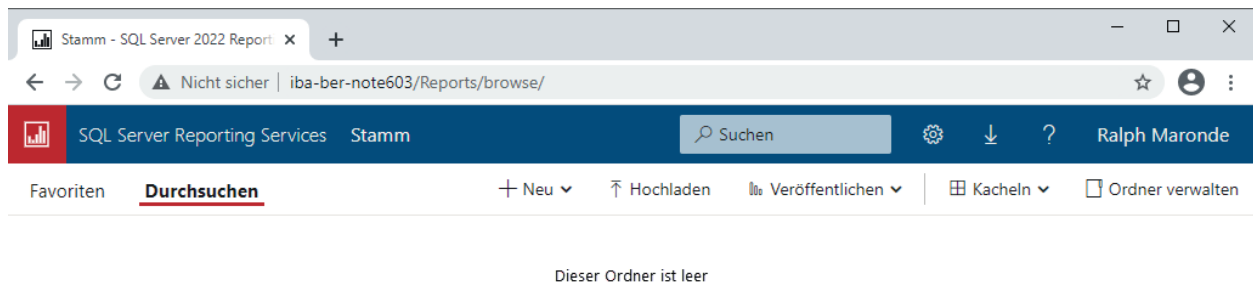 Stamm - SQL Server 2022 Report
Nicht sicher | iba-ber-note603/Reports/browse/
SQL Server Reporting Services Stamm Suchen ? Ralph Maronde
Favoriten Durchsuchen + Neu Hochladen Veröffentlichen Kacheln Ordner verwalten
Dieser Ordner ist leer